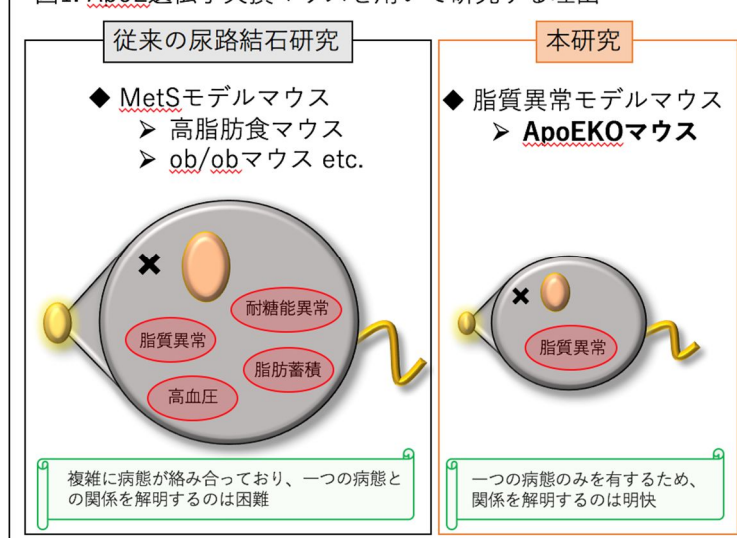 従来の尿路結石研究
◆ MetSモデルマウス
➢ 高脂肪食マウス
➢ ob/obマウス etc.
耐糖能異常
脂質異常
脂肪蓄積
高血圧
複雑に病態が絡み合っており、一つの病態と
の関係を解明するのは困難
本研究
◆ 脂質異常モデルマウス
➢ ApoEKOマウス
脂質異常
一つの病態のみを有するため、
関係を解明するのは明快